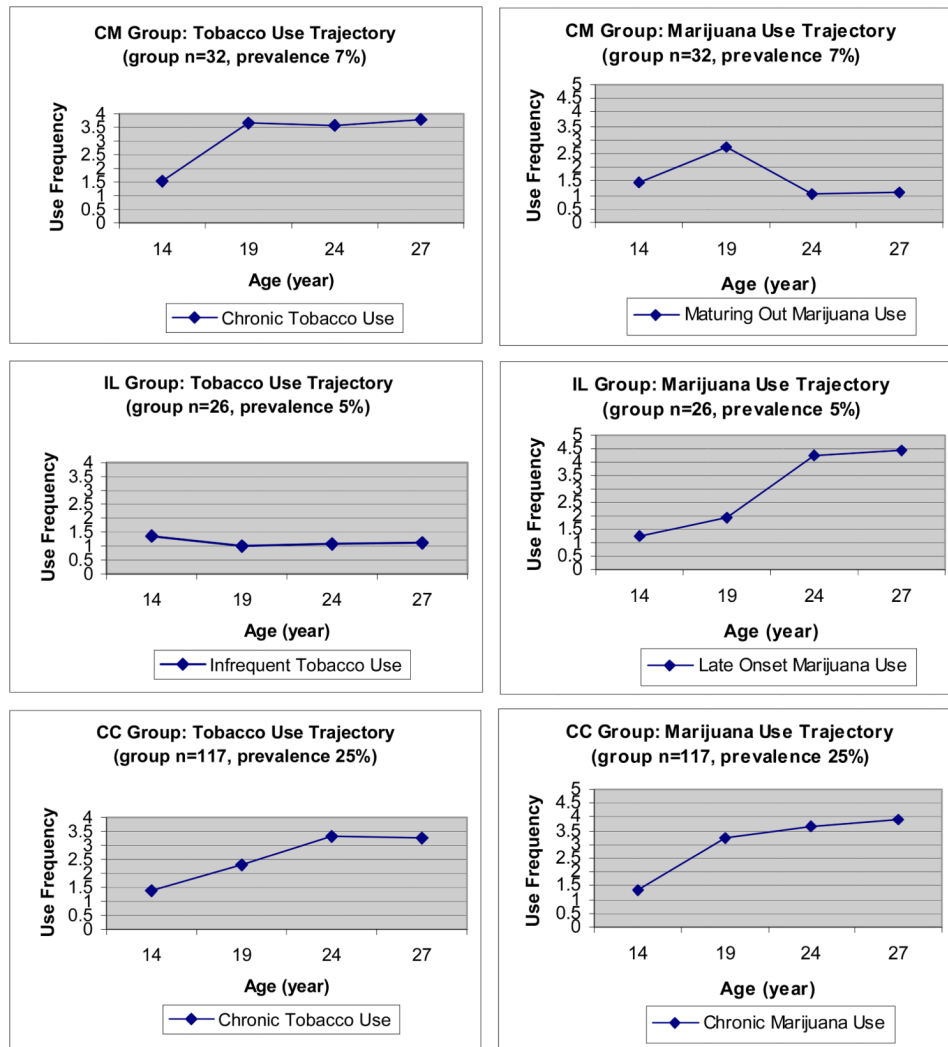 CM Group: Tobacco Use Trajectory
(group n=32, prevalence 7%)
Use Frequency
4
3.5
3
2.5
2
1.5
1
0.5
0
14 19 24 27
Age (year)
Chronic Tobacco Use
CM Group: Marijuana Use Trajectory
(group n=32, prevalence 7%)
Use Frequency
5
4.5
4
3.5
3
2.5
2
1.5
1
0.5
0
14 19 24 27
Age (year)
Maturing Out Marijuana Use
IL Group: Tobacco Use Trajectory
(group n=26, prevalence 5%)
Use Frequency
4
3.5
3
2.5
2
1.5
1
0.5
0
14 19 24 27
Age (year)
Infrequent Tobacco Use
IL Group: Marijuana Use Trajectory
(group n=26, prevalence 5%)
Use Frequency
5
4.5
4
3.5
3
2.5
2
1.5
1
0.5
0
14 19 24 27
Age (year)
Late Onset Marijuana Use
CC Group: Tobacco Use Trajectory
(group n=117, prevalence 25%)
Use Frequency
4
3.5
3
2.5
2
1.5
1
0.5
0
14 19 24 27
Age (year)
Chronic Tobacco Use
CC Group: Marijuana Use Trajectory
(group n=117, prevalence 25%)
Use Frequency
5
4.5
4
3.5
3
2.5
2
1.5
1
0.5
0
14 19 24 27
Age (year)
Chronic Marijuana Use